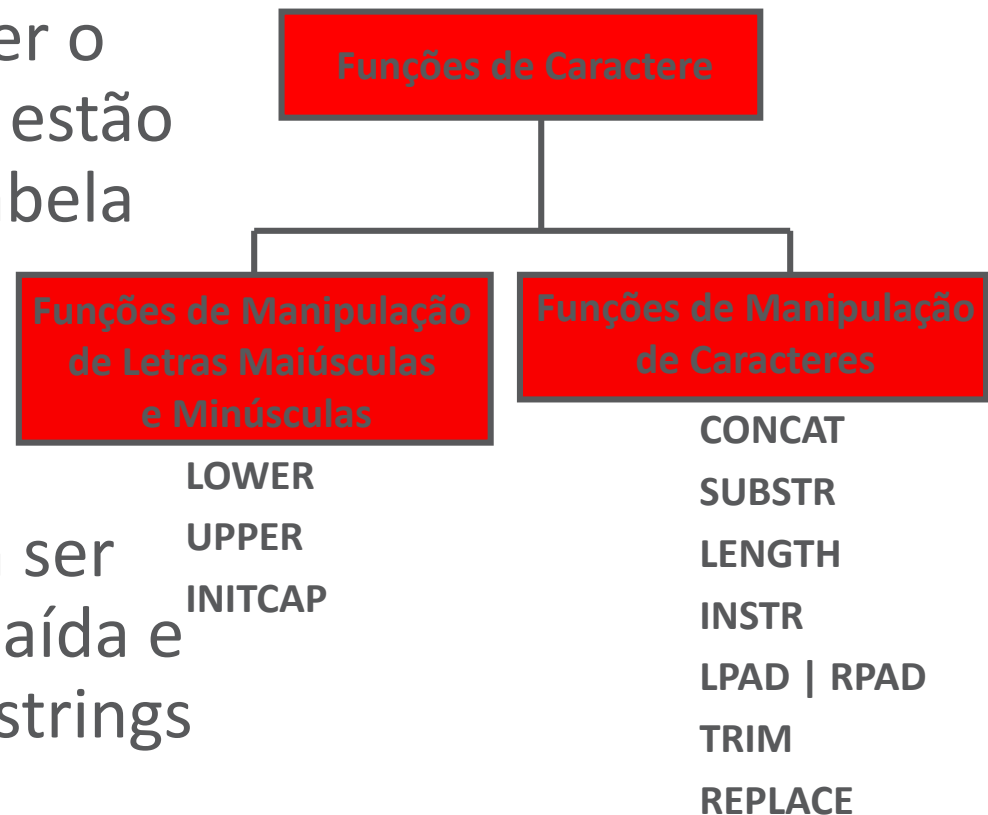 er o
estão
bela
ser
aída e
strings
Funções de Caractere
Funções de Manipulação
de Letras Maiúsculas
e Minúsculas
LOWER
UPPER
INITCAP
Funções de Manipulação
de Caracteres
CONCAT
SUBSTR
LENGTH
INSTR
LPAD | RPAD
TRIM
REPLACE